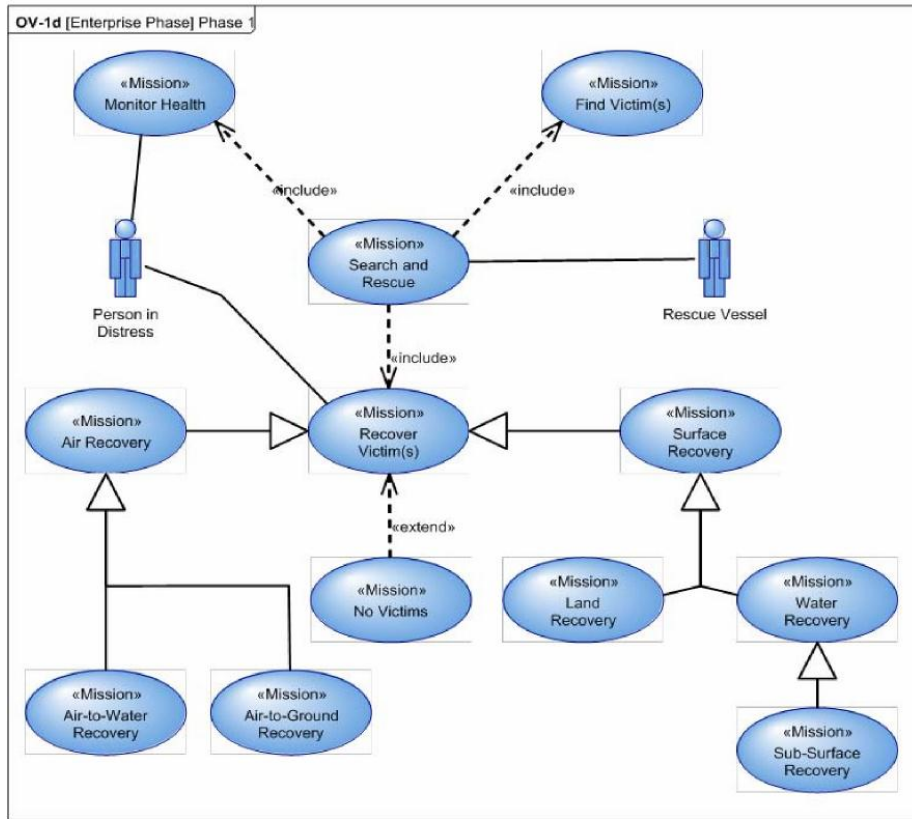 OV-1d [Enterprise Phase] Phase 1
«Mission»
Monitor Health
«Mission»
Find Victim(s)
«include»
«include»
«Mission»
Search and
Rescue
Person in
Distress
Rescue Vessel
«include»
«Mission»
Air Recovery
«Mission»
Recover
Victim(s)
«Mission»
Surface
Recovery
«extend»
«Mission»
No Victims
«Mission»
Land
Recovery
«Mission»
Water
Recovery
«Mission»
Air-to-Water
Recovery
«Mission»
Air-to-Ground
Recovery
«Mission»
Sub-Surface
Recovery